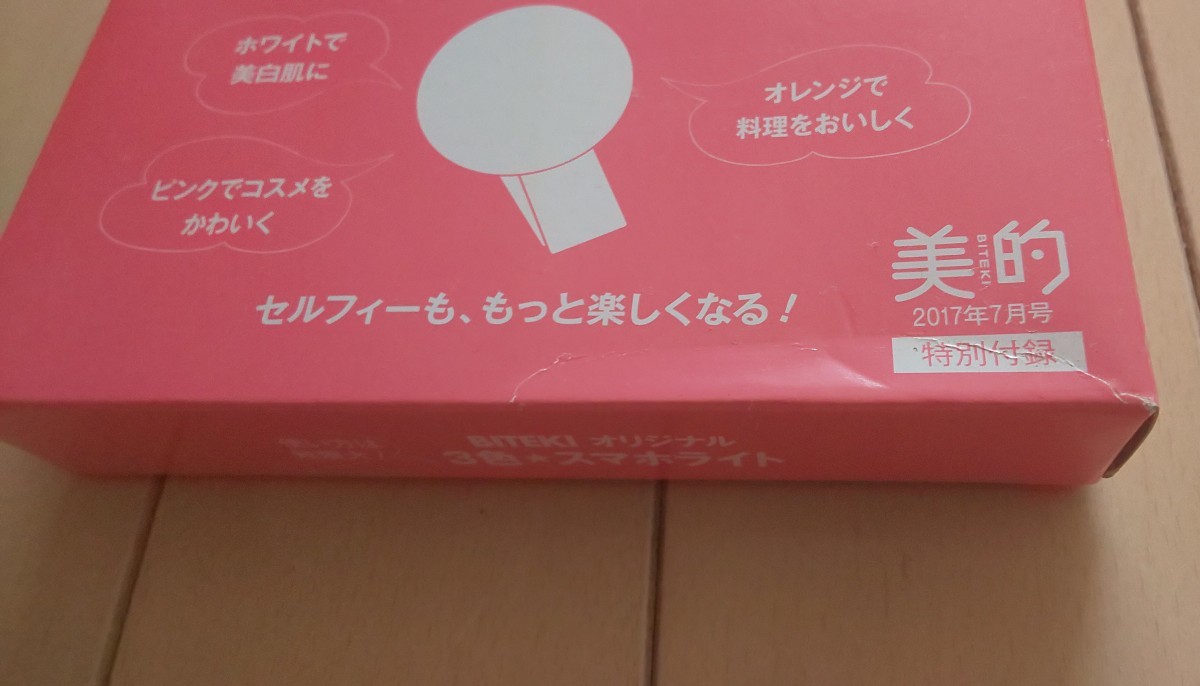 ホワイトで
美白肌に
オレンジで
料理をおいしく
ピンクでコスメを
かわいく
セルフィーも、もっと楽しくなる!
美的
BITEKI
2017年7月号
特別付録
使い方は
BITEKI オリジナル
3色★スマホライト